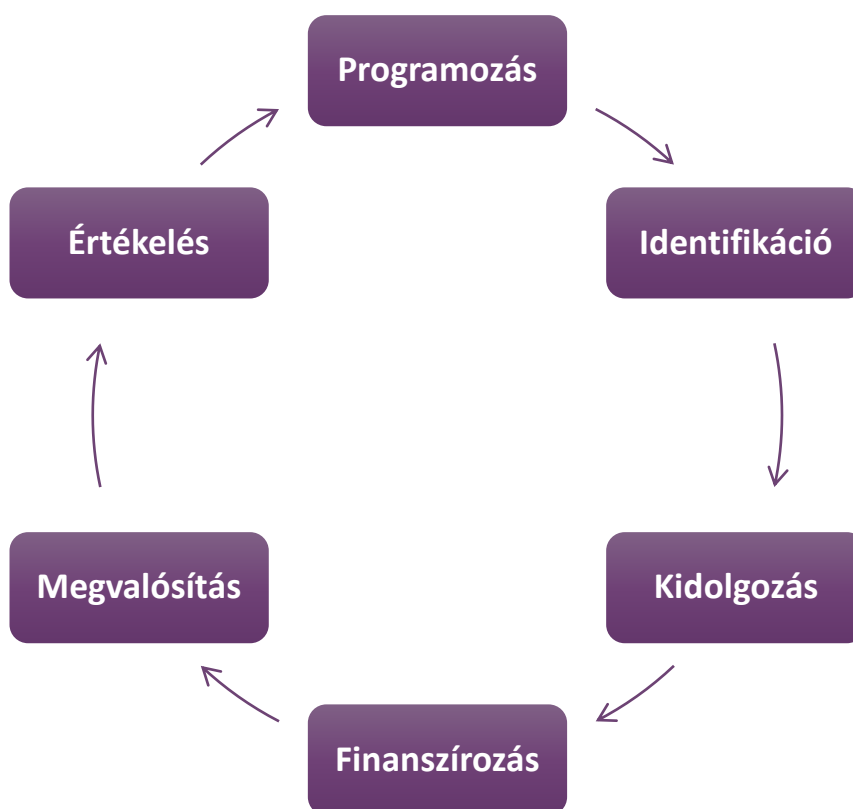 Programozás
Identifikáció
Kidolgozás
Finanszírozás
Megvalósítás
Értékelés